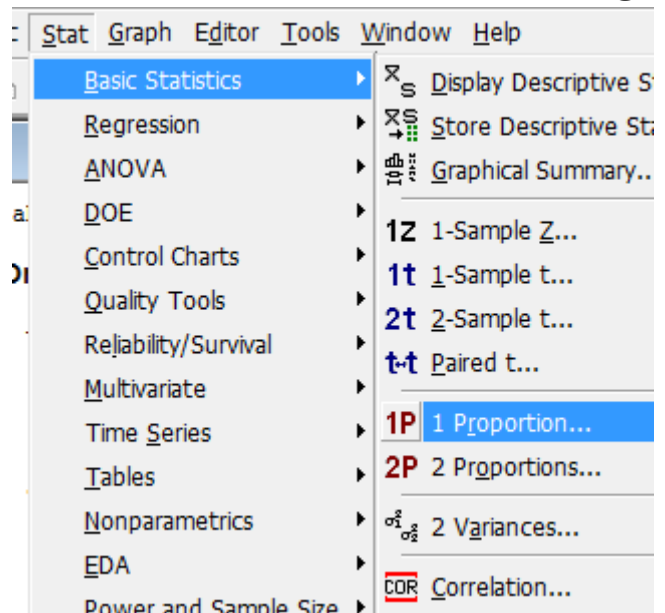 Stat Graph Editor Tools Window Help
Basic Statistics
Regression
ANOVA
DOE
Control Charts
Quality Tools
Reliability/Survival
Multivariate
Time Series
Tables
Nonparametrics
EDA
Power and Sample Size
Display Descriptive
Store Descriptive
Graphical Summary..
1Z 1-Sample Z...
1t 1-Sample t...
2t 2-Sample t...
t-t Paired t...
1P 1 Proportion...
2P 2 Proportions...
2 Variances...
COR Correlation...